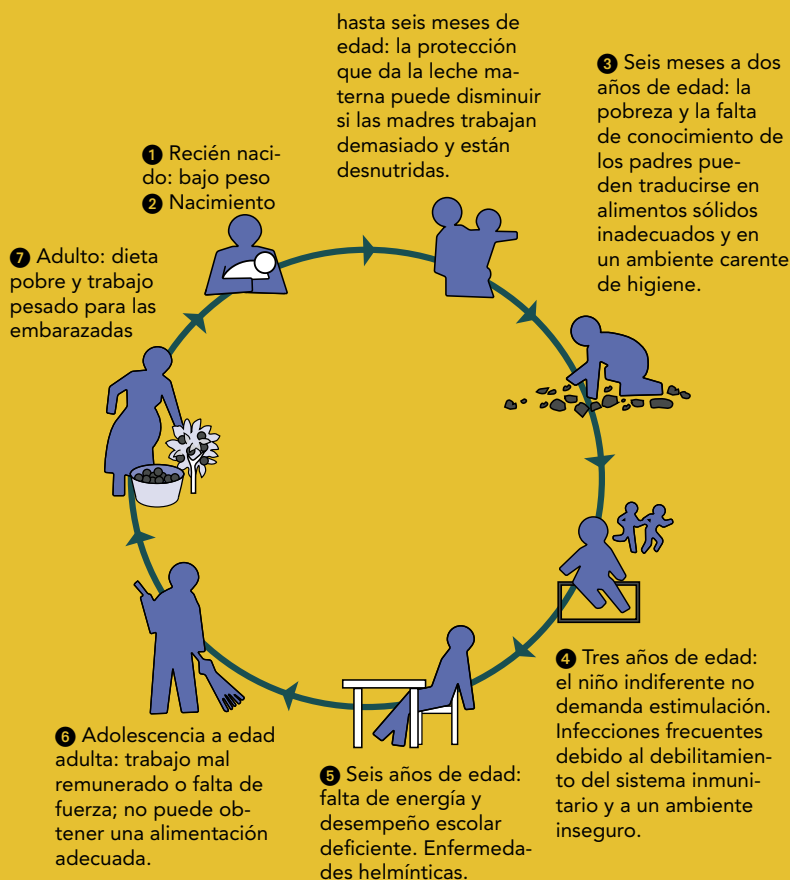 ❶ Recién naci-
do: bajo peso
❷ Nacimiento
hasta seis meses de
edad: la protección
que da la leche ma-
terna puede disminuir
si las madres trabajan
demasiado y están
desnutridas.
❸ Seis meses a dos
años de edad: la
pobreza y la falta
de conocimiento de
los padres pue-
den traducirse en
alimentos sólidos
inadecuados y en
un ambiente carente
de higiene.
❹ Tres años de edad:
el niño indiferente no
demanda estimulación.
Infecciones frecuentes
debido al debilitamien-
to del sistema inmuni-
tario y a un ambiente
inseguro.
❺ Seis años de edad:
falta de energía y
desempeño escolar
deficiente. Enfermeda-
des helmínticas.
❻ Adolescencia a edad
adulta: trabajo mal
remunerado o falta de
fuerza; no puede ob-
tener una alimentación
adecuada.
❼ Adulto: dieta
pobre y trabajo
pesado para las
embarazadas